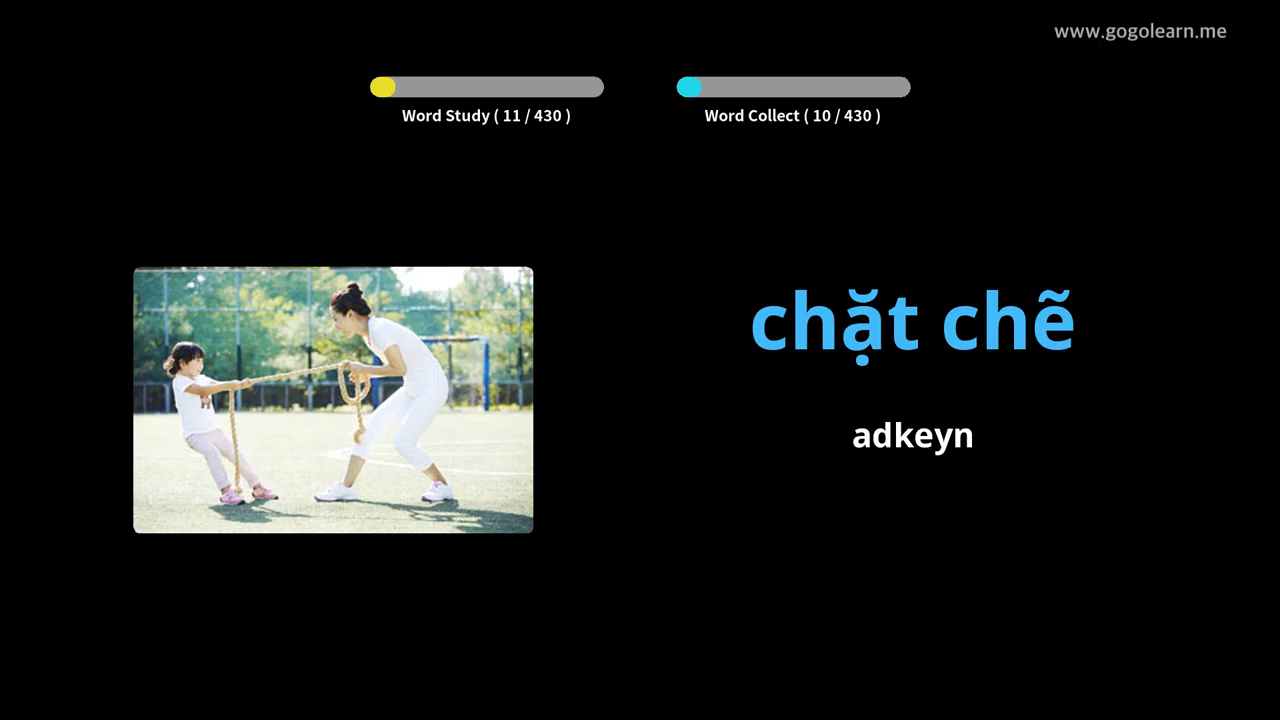 www.gogolearn.me
Word Study ( 11 / 430 )
Word Collect ( 10 / 430 )
chặt chẽ
adkeyn